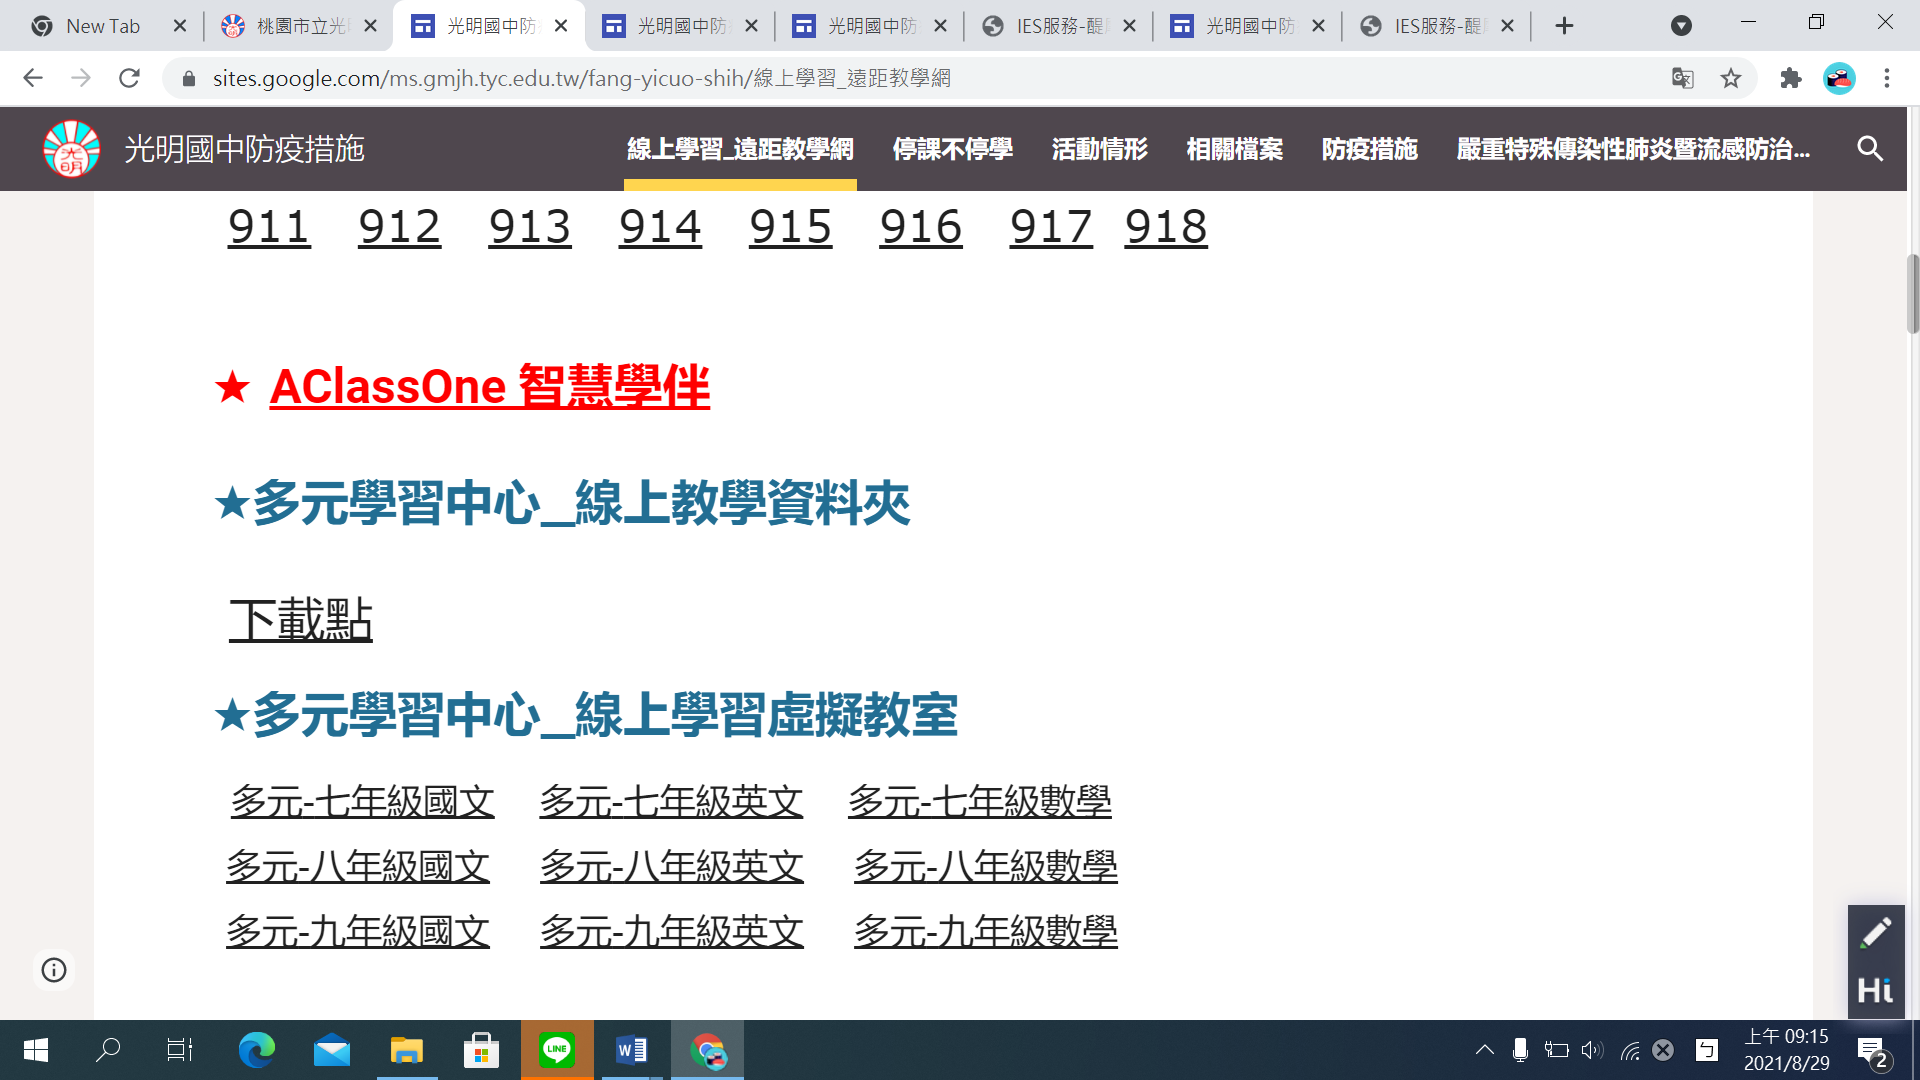 New Tab
桃園市立光
光明國中防
光明國中防
光明國中防
IES服務-醍
光明國中防
IES服務-醍
sites.google.com/ms.gmjh.tyc.edu.tw/fang-yicuo-shih/線上學習_遠距教學網
光明
光明國中防疫措施
線上學習_遠距教學網 停課不停學 活動情形 相關檔案 防疫措施 嚴重特殊傳染性肺炎暨流感防治...
911 912 913 914 915 916 917 918
★ AClassOne 智慧學伴
★多元學習中心__線上教學資料夾
下載點
★多元學習中心__線上學習虛擬教室
多元-七年級國文 多元-七年級英文 多元-七年級數學
多元-八年級國文 多元-八年級英文 多元-八年級數學
多元-九年級國文 多元-九年級英文 多元-九年級數學
Hi
LINE
W
ㄅ
上午 09:15
2021/8/29
2